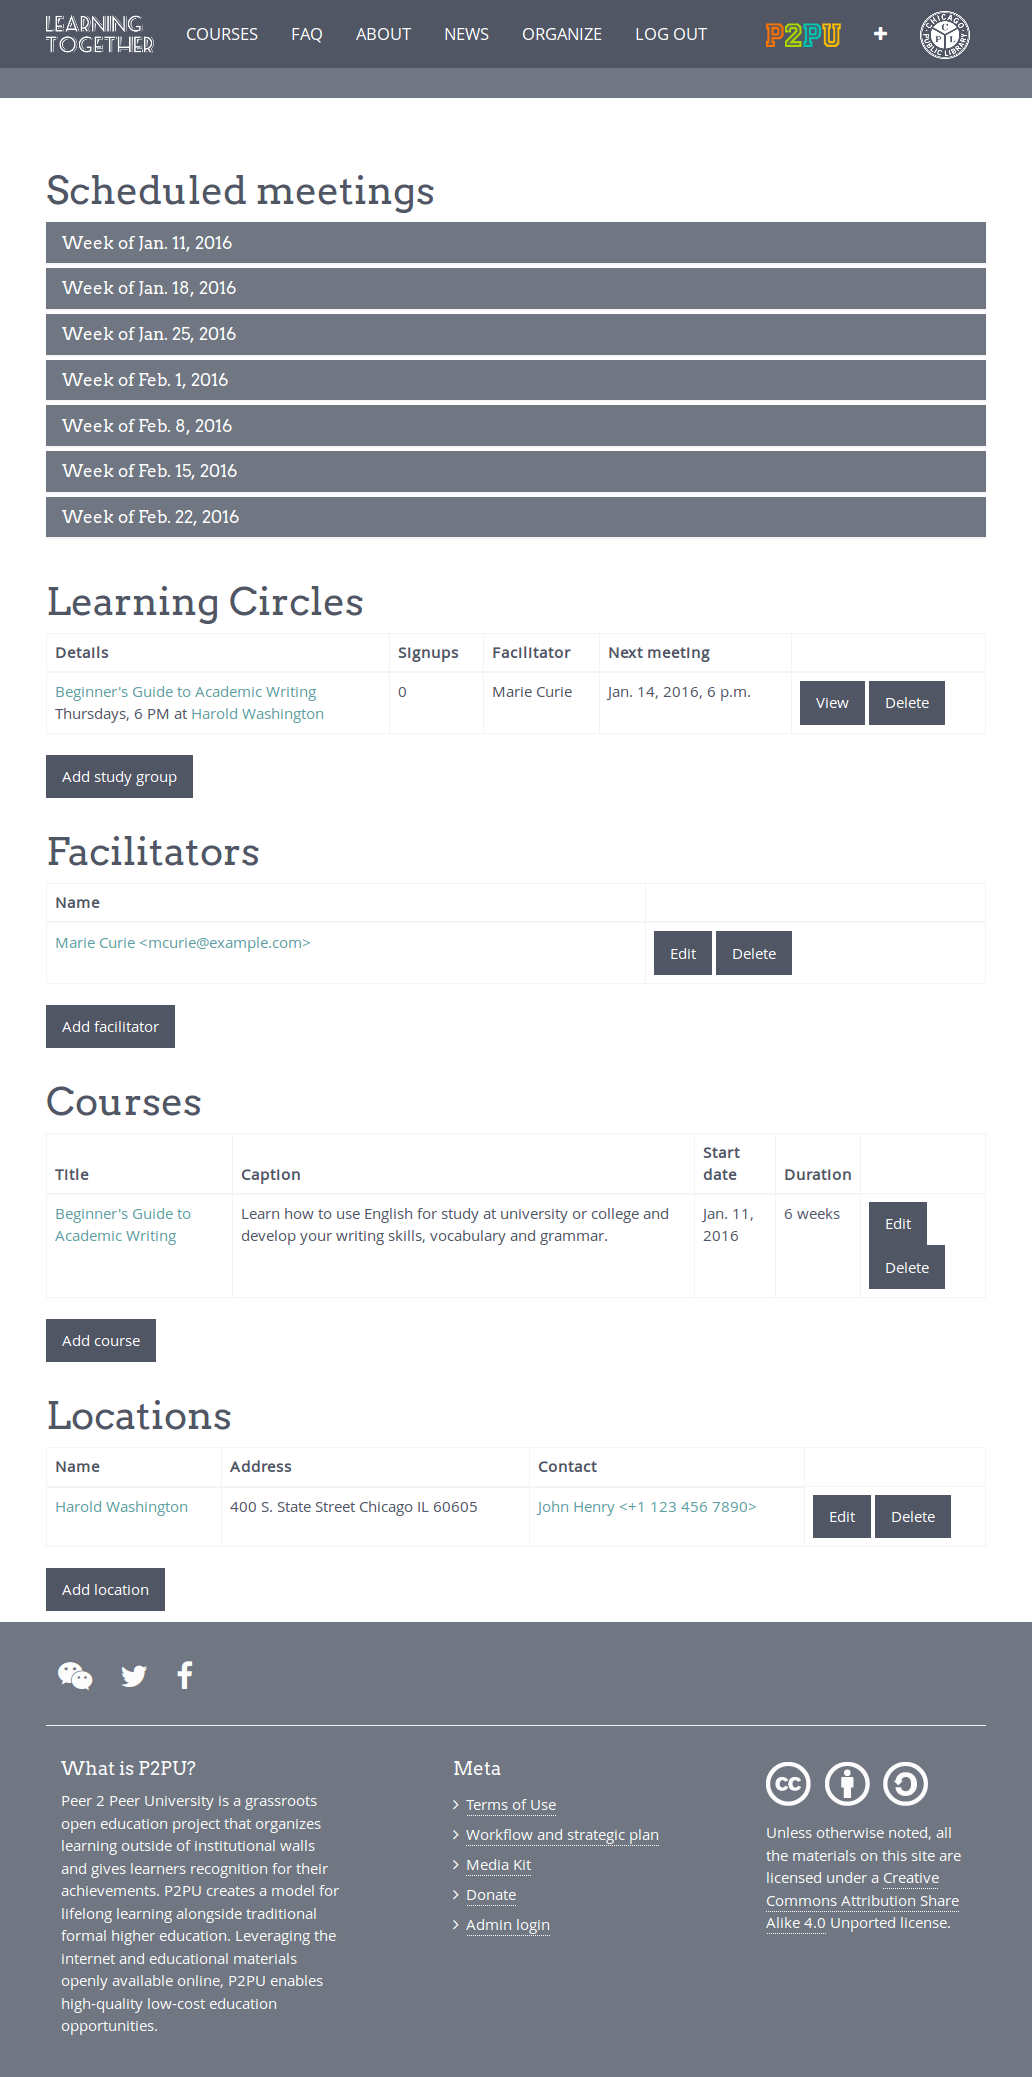 LEARNING
TOGETHER
COURSES FAQ ABOUT NEWS ORGANIZE LOG OUT P2PU CHICAGO PUBLIC LIBRARY CPL
Scheduled meetings
Week of Jan. 11, 2016
Week of Jan. 18, 2016
Week of Jan. 25, 2016
Week of Feb. 1, 2016
Week of Feb. 8, 2016
Week of Feb. 15, 2016
Week of Feb. 22, 2016
Learning Circles
Details Signups Facilitator Next meeting
Beginner's Guide to Academic Writing 0 Marie Curie Jan. 14, 2016, 6 p.m. View Delete
Thursdays, 6 PM at Harold Washington
Add study group
Facilitators
Name
Marie Curie <mcurie@example.com> Edit Delete
Add facilitator
Courses
Title Caption Start date Duration
Beginner's Guide to Learn how to use English for study at university or college and Jan. 11, 6 weeks Edit
Academic Writing develop your writing skills, vocabulary and grammar. 2016
Delete
Add course
Locations
Name Address Contact
Harold Washington 400 S. State Street Chicago IL 60605 John Henry <+1 123 456 7890> Edit Delete
Add location
What is P2PU?
Peer 2 Peer University is a grassroots
open education project that organizes
learning outside of institutional walls
and gives learners recognition for their
achievements. P2PU creates a model for
lifelong learning alongside traditional
formal higher education. Leveraging the
internet and educational materials
openly available online, P2PU enables
high-quality low-cost education
opportunities.
Meta
Terms of Use
Workflow and strategic plan
Media Kit
Donate
Admin login
cc
Unless otherwise noted, all
the materials on this site are
licensed under a Creative
Commons Attribution Share
Alike 4.0 Unported license.